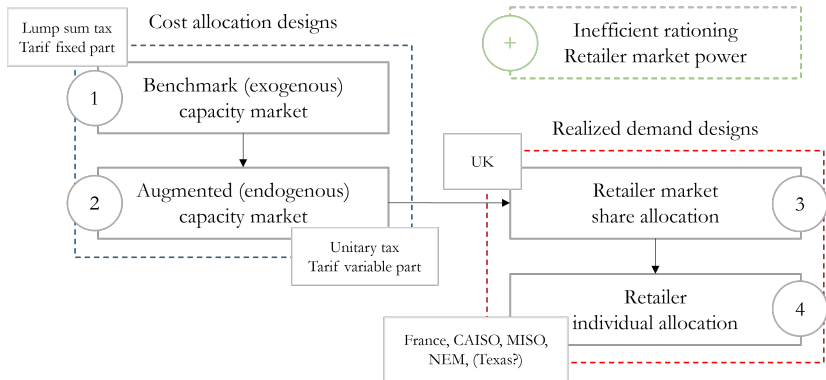 Lump sum tax
Tarif fixed part
Cost allocation designs
1
Benchmark (exogenous)
capacity market
2
Augmented (endogenous)
capacity market
Unitary tax
Tarif variable part
+
Inefficient rationing
Retailer market power
Realized demand designs
UK
Retailer market
share allocation
3
Retailer
individual allocation
4
France, CAISO, MISO,
NEM, (Texas?)